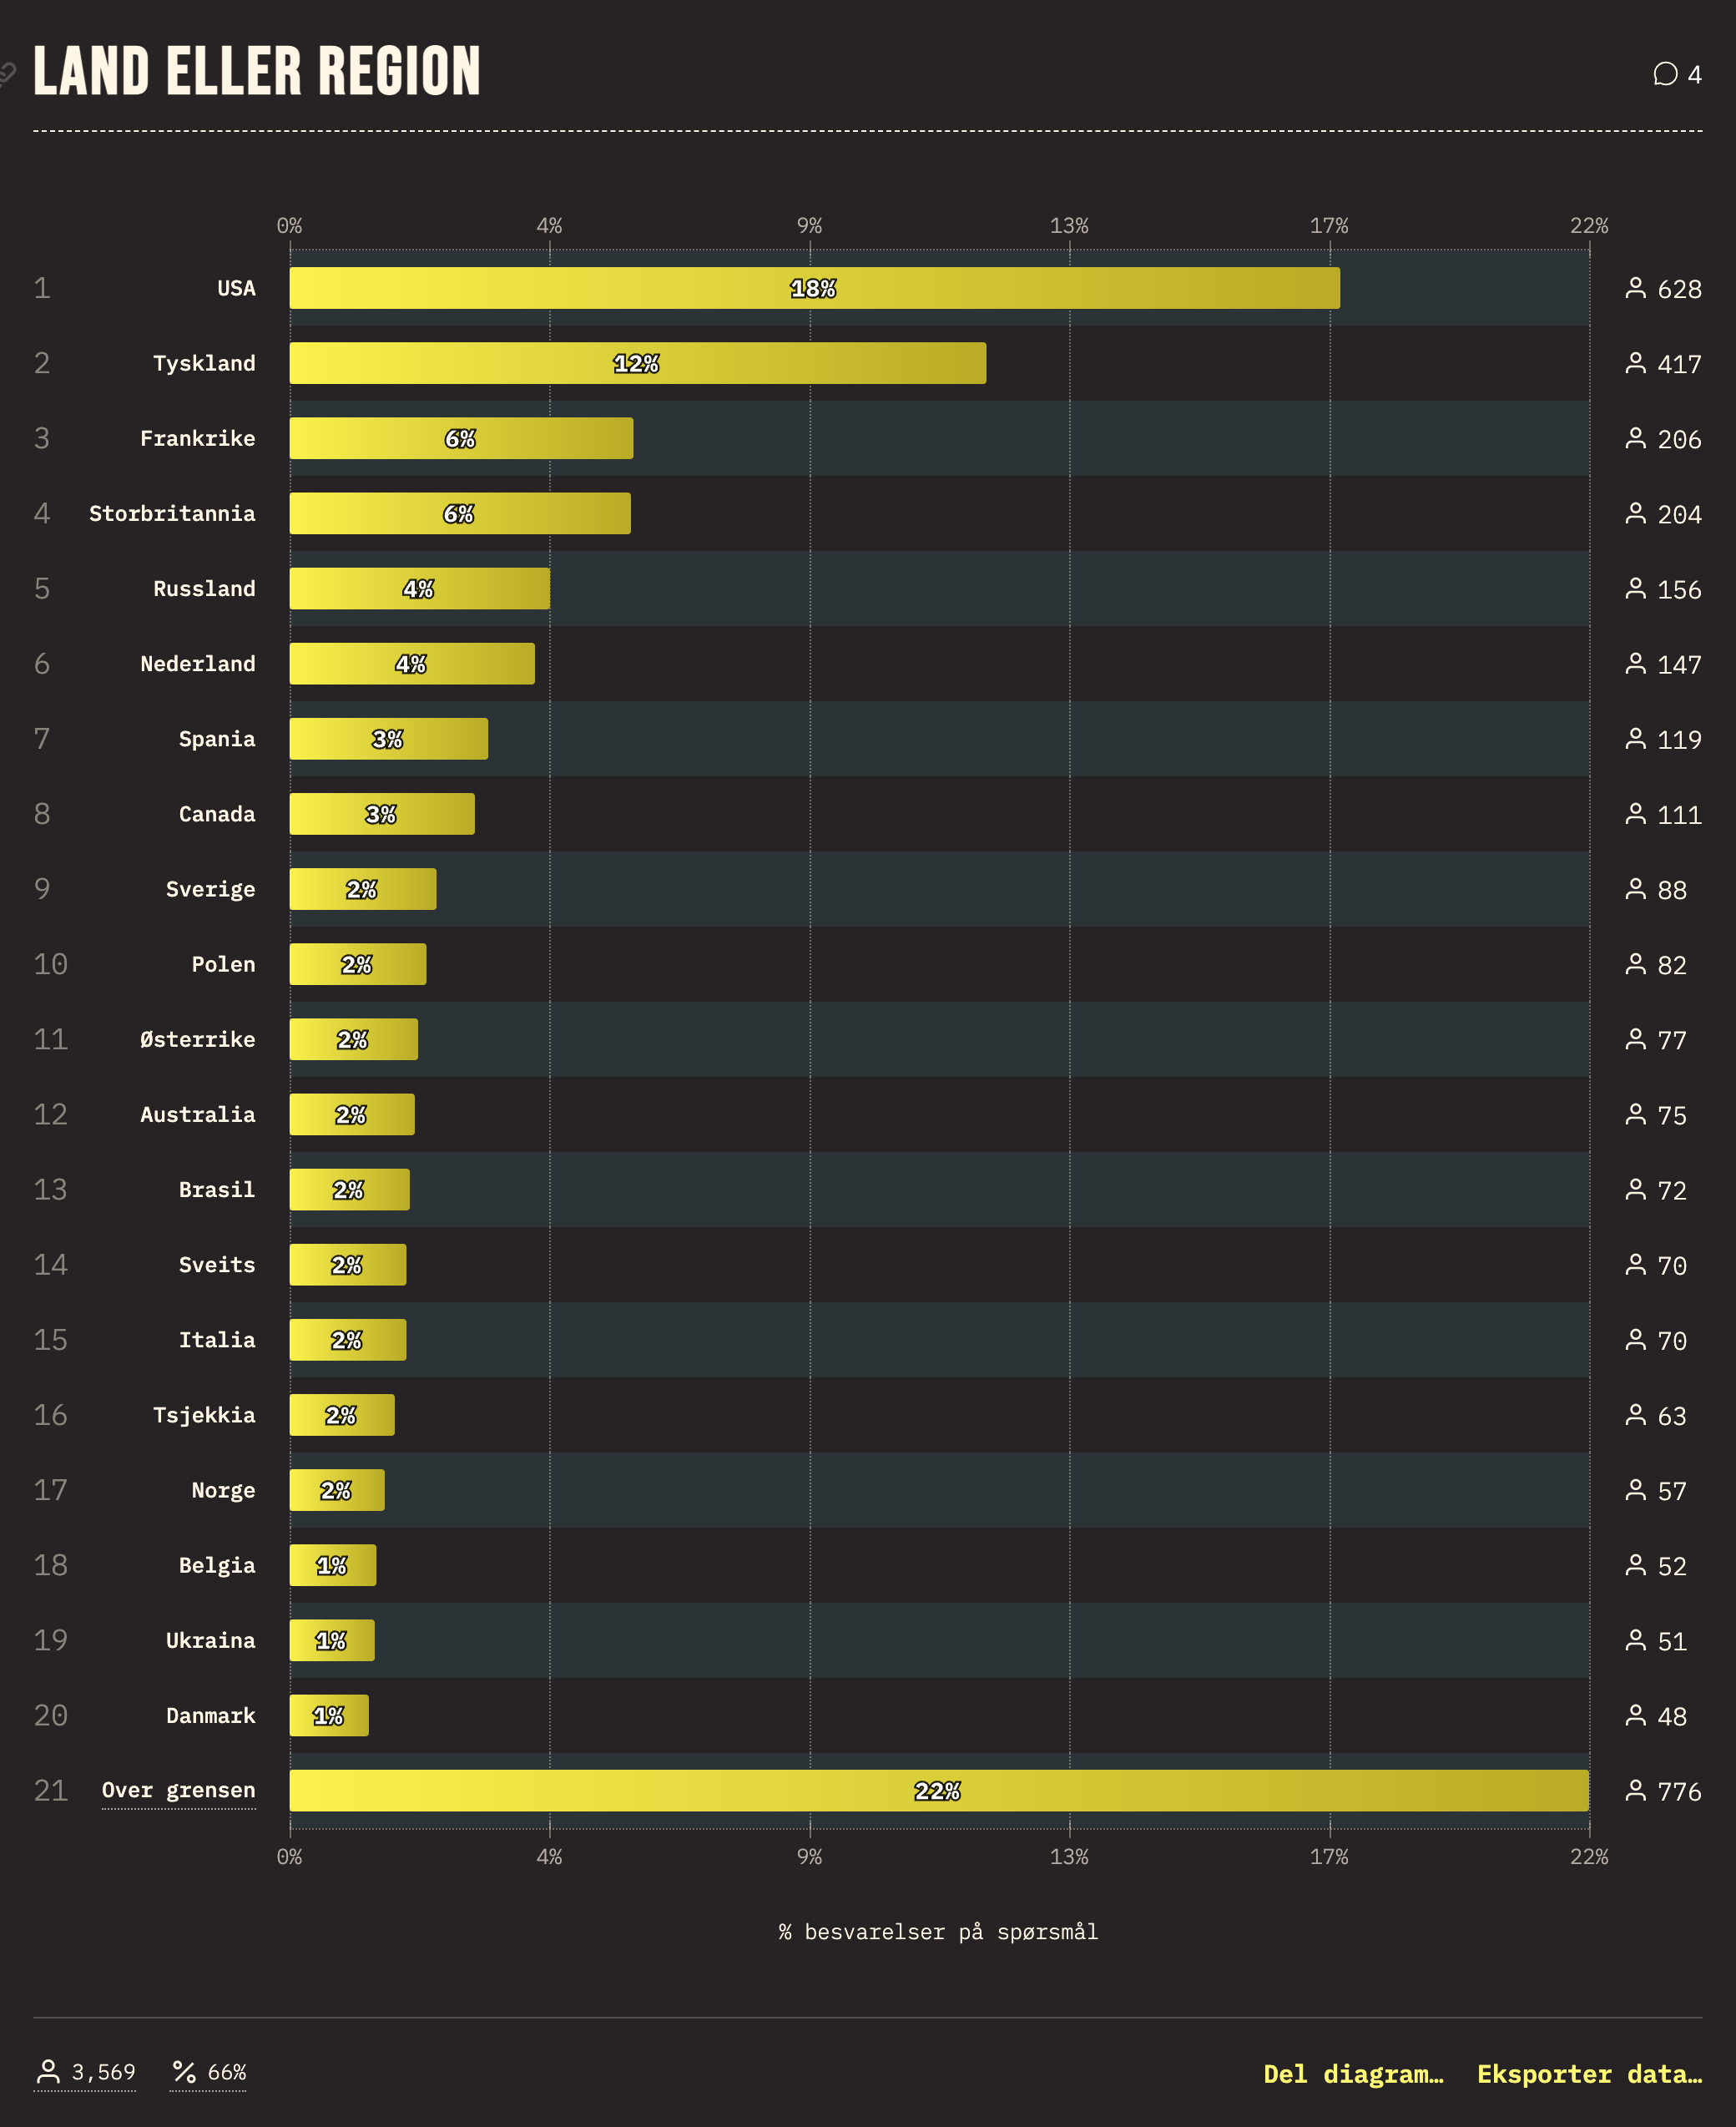 LAND ELLER REGION
4
0% 4% 9% 13% 17% 22%
1 USA 18% 628
2 Tyskland 12% 417
3 Frankrike 6% 206
4 Storbritannia 6% 204
5 Russland 4% 156
6 Nederland 4% 147
7 Spania 3% 119
8 Canada 3% 111
9 Sverige 2% 88
10 Polen 2% 82
11 Østerrike 2% 77
12 Australia 2% 75
13 Brasil 2% 72
14 Sveits 2% 70
15 Italia 2% 70
16 Tsjekkia 2% 63
17 Norge 2% 57
18 Belgia 1% 52
19 Ukraina 1% 51
20 Danmark 1% 48
21 Over grensen 22% 776
0% 4% 9% 13% 17% 22%
% besvarelser på spørsmål
3,569 % 66% Del diagram… Eksporter data…